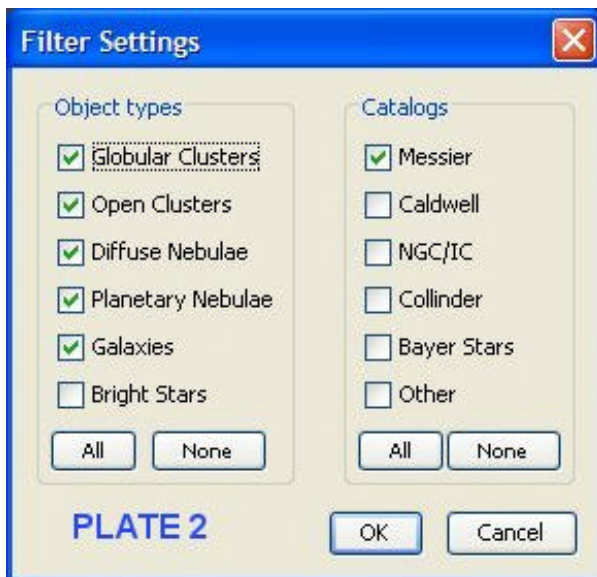 Filter Settings
Object types
Globular Clusters
Open Clusters
Diffuse Nebulae
Planetary Nebulae
Galaxies
Bright Stars
All None
Catalogs
Messier
Caldwell
NGC/IC
Collinder
Bayer Stars
Other
All None
PLATE 2
OK Cancel